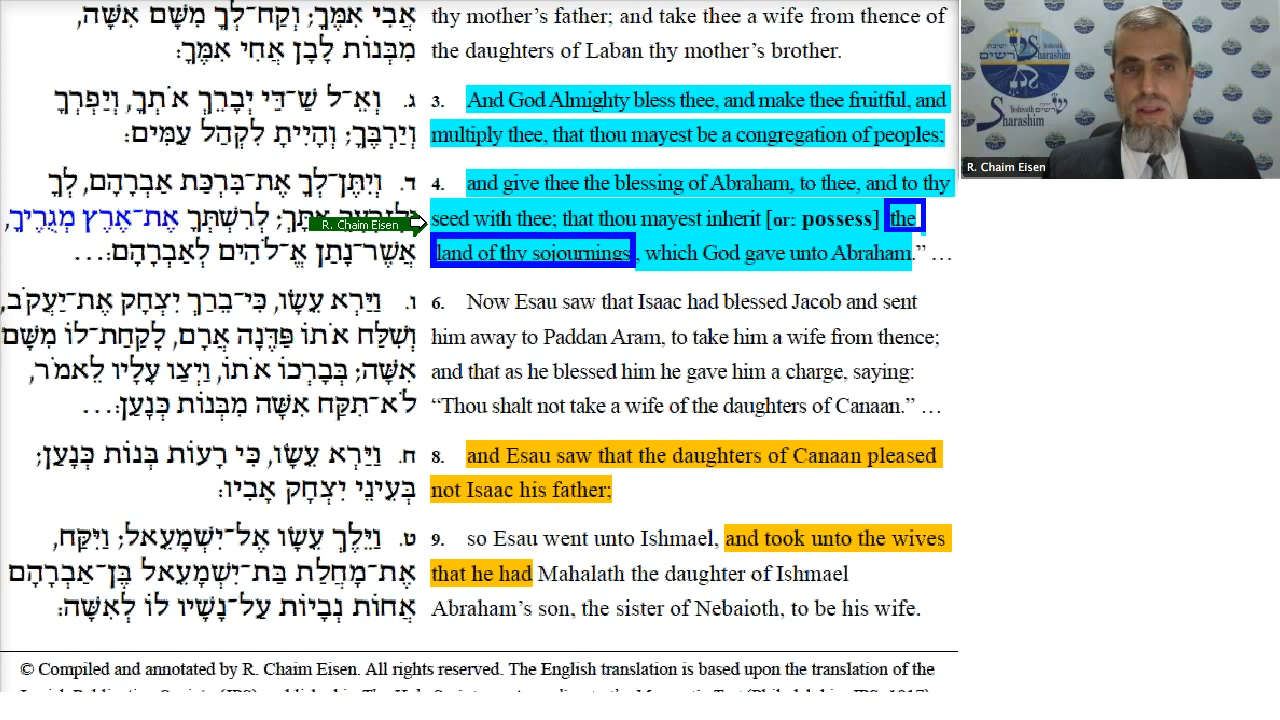 אֲבִי אִמֶּךָ; וְקַח־לְךָ מִשָּׁם אִשָּׁה,
מִבְּנוֹת לָבָן אֲחִי אִמֶּךָ:
ג. וְאֵ־ל שַׁ־דַּי יְבָרֵךְ אֹתְךָ, וְיַפְרְךָ
וְיַרְבֶּךָ; וְהָיִיתָ לִקְהַל עַמִּים:
ד. וְיִתֶּן־לְךָ אֶת־בִּרְכַּת אַבְרָהָם, לְךָ
אִתָּךְ; לְרִשְׁתְּךָ אֶת־אֶרֶץ מְגֻרֶיךָ,
אֲשֶׁר־נָתַן אֱ־לֹהִים לְאַבְרָהָם:…
ו. וַיַּרְא עֵשָׂו, כִּי־בֵרַךְ יִצְחָק אֶת־יַעֲקֹב,
וְשִׁלַּח אֹתוֹ פַּדֶּנָה אֲרָם, לָקַחַת־לוֹ מִשָּׁם
אִשָּׁה; בְּבָרְכוֹ אֹתוֹ, וַיְצַו עָלָיו לֵאמֹר,
לֹא־תִקַּח אִשָּׁה מִבְּנוֹת כְּנָעַן:…
ח. וַיַּרְא עֵשָׂו, כִּי רָעוֹת בְּנוֹת כְּנָעַן;
בְּעֵינֵי יִצְחָק אָבִיו:
ט. וַיֵּלֶךְ עֵשָׂו אֶל־יִשְׁמָעֵאל; וַיִּקַּח,
אֶת־מָחֲלַת בַּת־יִשְׁמָעֵאל בֶּן־אַבְרָהָם
אֲחוֹת נְבָיוֹת עַל־נָשָׁיו לוֹ לְאִשָּׁה:
thy mother’s father; and take thee a wife from thence of
the daughters of Laban thy mother’s brother.
3. And God Almighty bless thee, and make thee fruitful, and
multiply thee, that thou mayest be a congregation of peoples;
4. and give thee the blessing of Abraham, to thee, and to thy
seed with thee; that thou mayest inherit [or: possess] the
land of thy sojournings, which God gave unto Abraham.” …
6. Now Esau saw that Isaac had blessed Jacob and sent
him away to Paddan Aram, to take him a wife from thence;
and that as he blessed him he gave him a charge, saying:
“Thou shalt not take a wife of the daughters of Canaan.” …
8. and Esau saw that the daughters of Canaan pleased
not Isaac his father;
9. so Esau went unto Ishmael, and took unto the wives
that he had Mahalath the daughter of Ishmael
Abraham’s son, the sister of Nebaioth, to be his wife.
© Compiled and annotated by R. Chaim Eisen. All rights reserved. The English translation is based upon the translation of the
R. Chaim Eisen
Yeshivath
Sharashim
ישיבת
שרשים
Yeshivath
Sharashim
R. Chaim Eisen